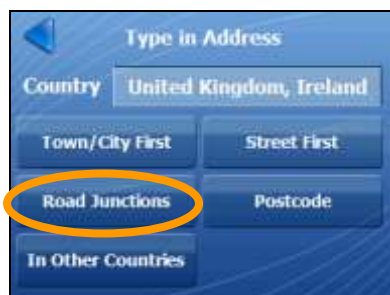 Type in Address
Country United Kingdom, Ireland
Town/City First Street First
Road Junctions Postcode
In Other Countries